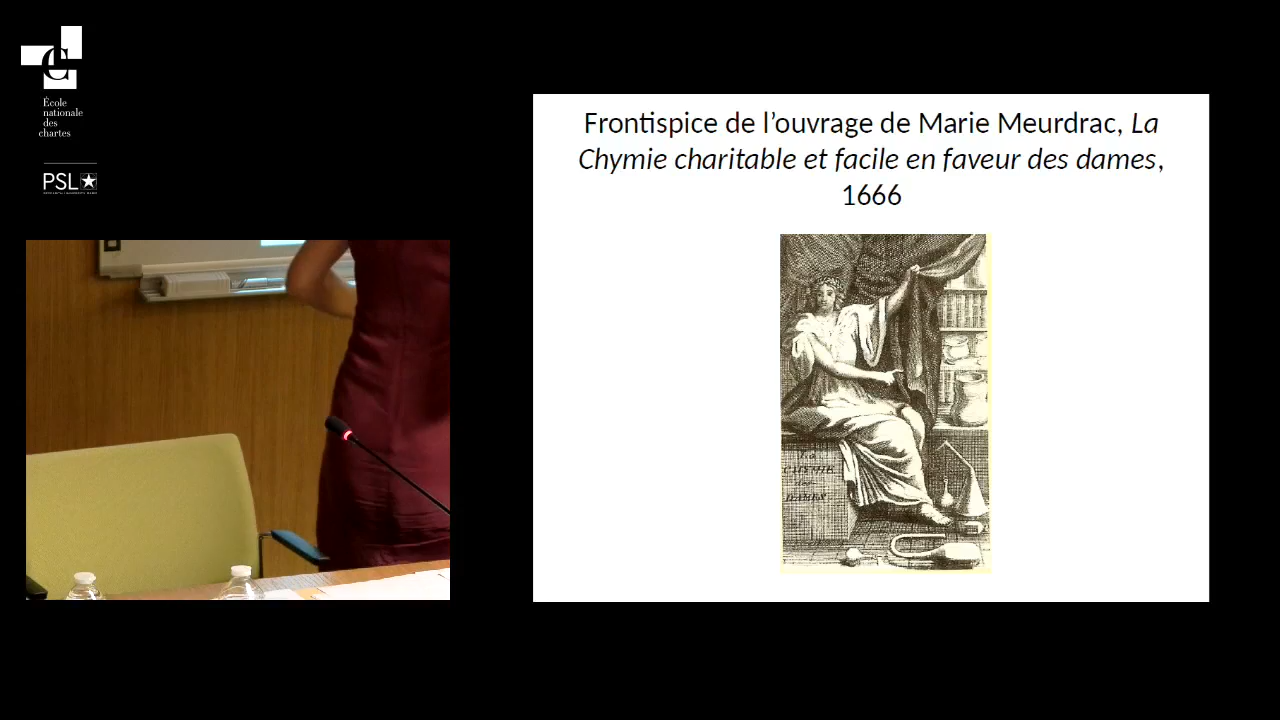 C
École
nationale
des
chartes
PSL
Frontispice de l’ouvrage de Marie Meurdrac, La
Chymie charitable et facile en faveur des dames,
1666
DAMES